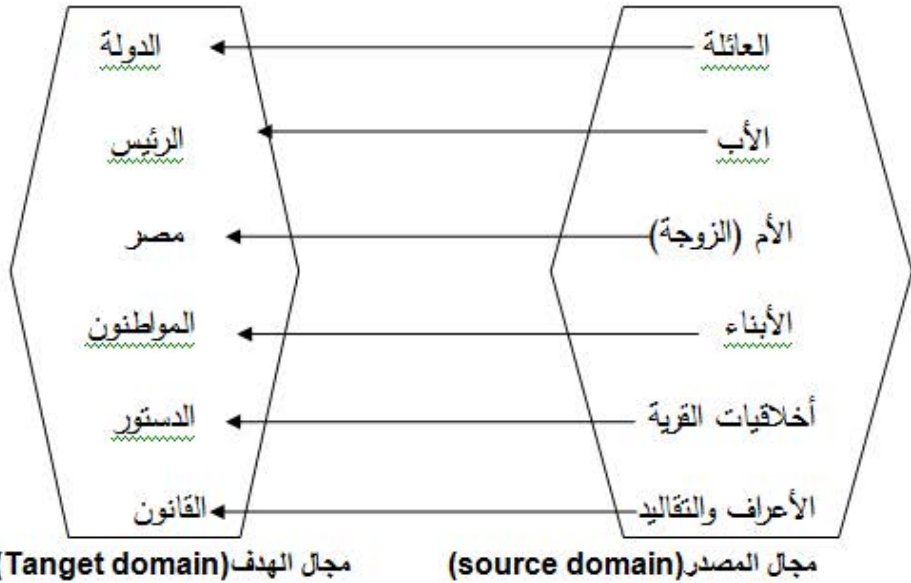 العائلة الدولة
الأب الرئيس
الأم (الزوجة) مصر
الأبناء المواطنون
أخلاقيات القرية الدستور
الأعراف والتقاليد القانون
مجال المصدر(source domain) مجال الهدف(Tanget domain)